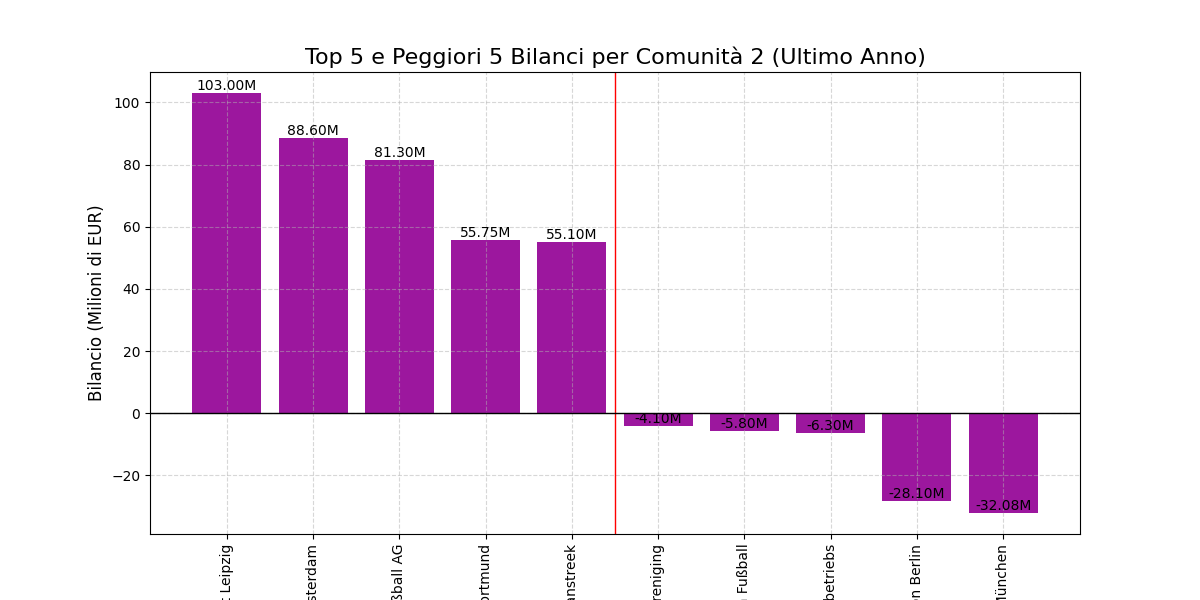 Top 5 e Peggiori 5 Bilanci per Comunità 2 (Ultimo Anno)
Bilancio (Milioni di EUR)
100
80
60
40
20
0
−20
103.00M
88.60M
81.30M
55.75M
55.10M
-4.10M
-5.80M
-6.30M
-28.10M
-32.08M
Leipzig
sterdam
ßball AG
ortmund
anstreek
reniging
Fußball
betriebs
n Berlin
München